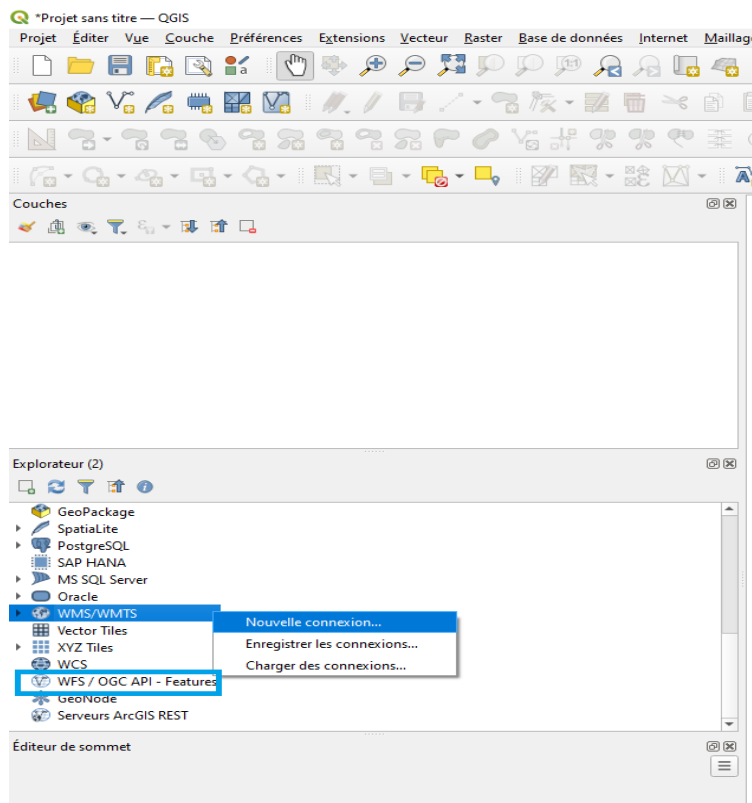 *Projet sans titre — QGIS
Projet Éditer Vue Couche Préférences Extensions Vecteur Raster Base de données Internet Maillag
Couches
Explorateur (2)
GeoPackage
SpatiaLite
PostgreSQL
SAP HANA
MS SQL Server
Oracle
WMS/WMTS
Nouvelle connexion...
Enregistrer les connexions...
Charger des connexions...
Vector Tiles
XYZ Tiles
WCS
WFS / OGC API - Features
GeoNode
Serveurs ArcGIS REST
Éditeur de sommet